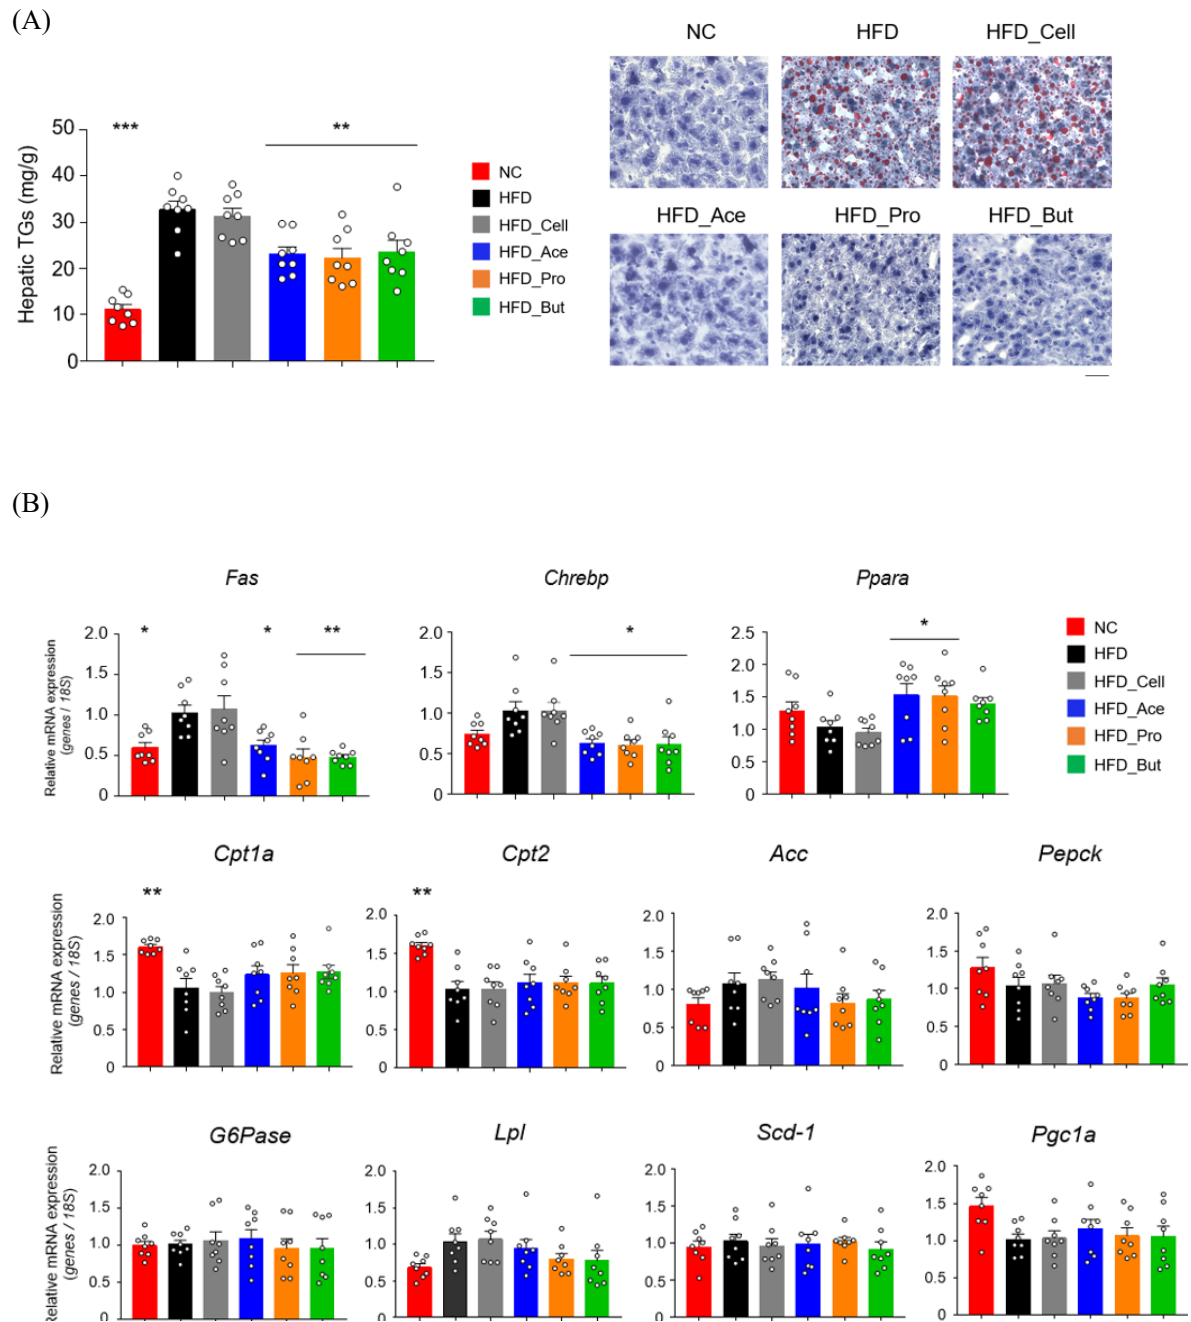 (A)
NC HFD HFD_Cell
HFD_Ace HFD_Pro HFD_But
Hepatic TGs (mg/g)
50
40
30
20
10
0
*** **
NC
HFD
HFD_Cell
HFD_Ace
HFD_Pro
HFD_But
(B)
Fas Chrebp Ppara
Relative mRNA expression
(genes / 18S)
2.0
1.5
1.0
0.5
0
* * **
2.0
1.5
1.0
0.5
0
*
2.5
2.0
1.5
1.0
0.5
0
*
NC
HFD
HFD_Cell
HFD_Ace
HFD_Pro
HFD_But
Cpt1a Cpt2 Acc Pepck
Relative mRNA expression
(genes / 18S)
2.0
1.5
1.0
0.5
0
**
2.0
1.5
1.0
0.5
0
**
2.0
1.5
1.0
0.5
0
2.0
1.5
1.0
0.5
0
G6Pase Lpl Scd-1 Pgc1a
Relative mRNA expression
(genes / 18S)
2.0
1.5
1.0
0.5
0
2.0
1.5
1.0
0.5
0
2.0
1.5
1.0
0.5
0
2.0
1.5
1.0
0.5
0